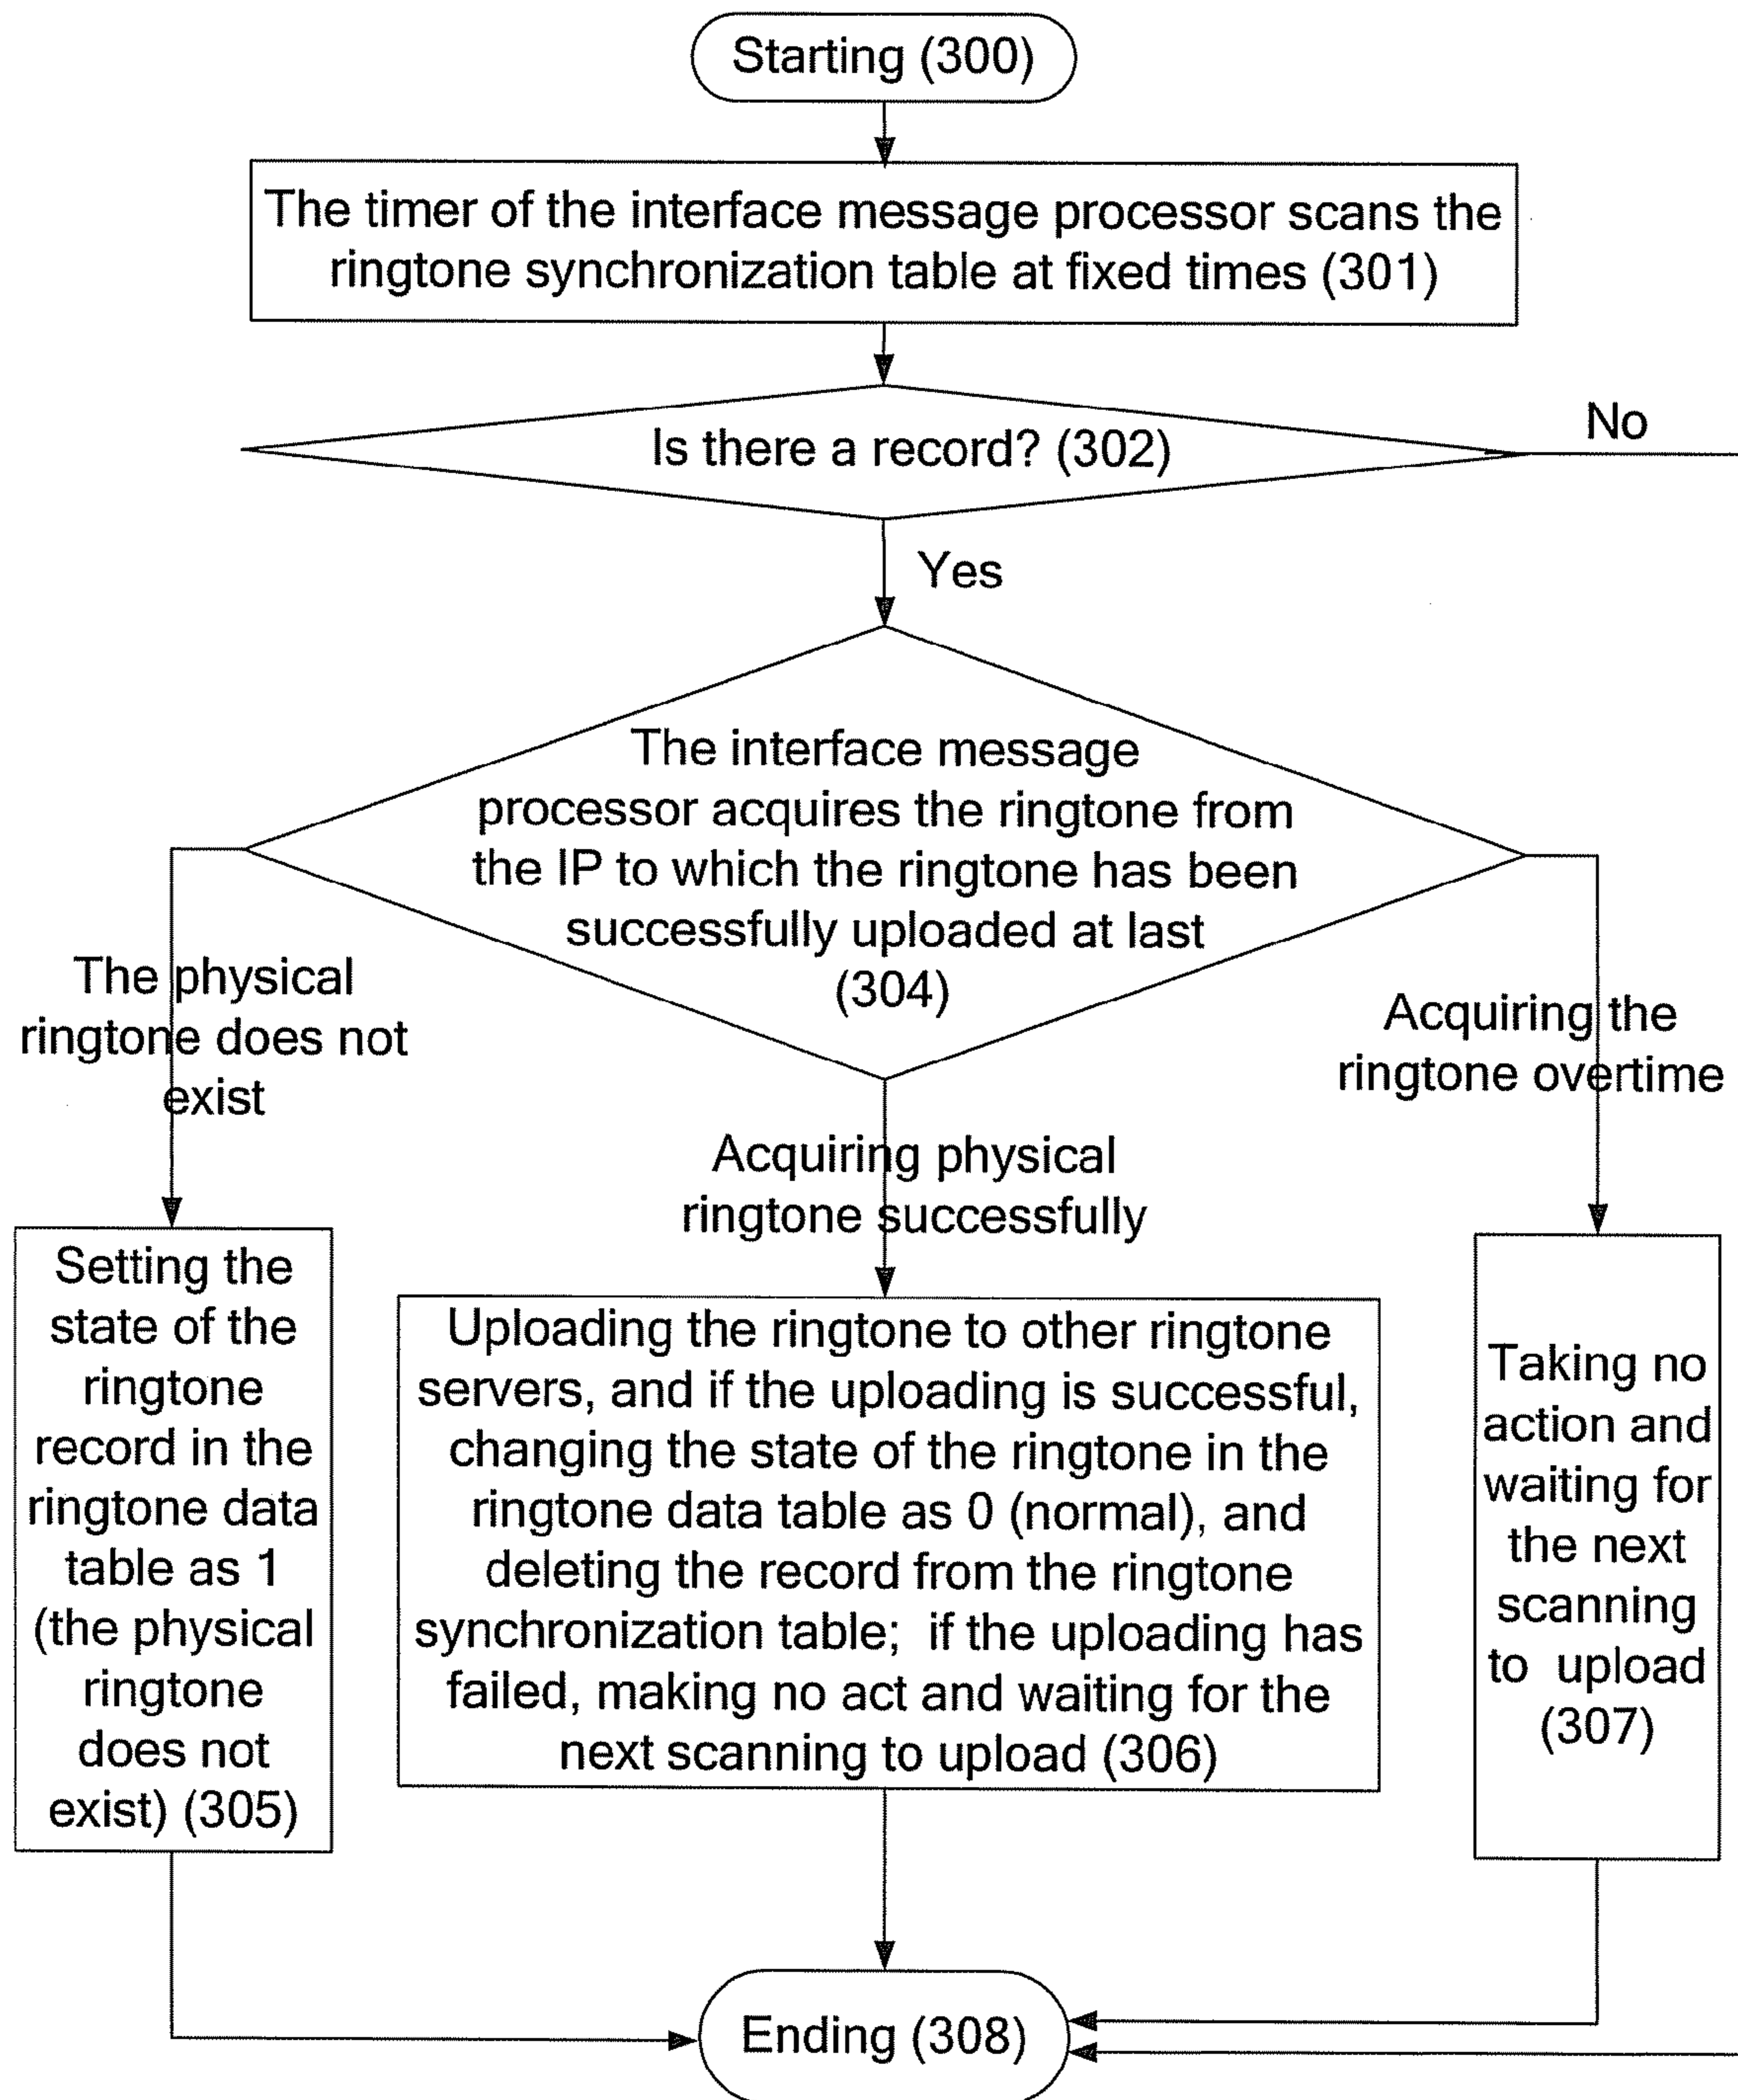 Starting (300)
The timer of the interface message processor scans the
ringtone synchronization table at fixed times (301)
Is there a record? (302)
No
Yes
The interface message
processor acquires the ringtone from
the IP to which the ringtone has been
successfully uploaded at last
(304)
The physical
ringtone does not
exist
Acquiring physical
ringtone successfully
Acquiring the
ringtone overtime
Setting the
state of the
ringtone
record in the
ringtone data
table as 1
(the physical
ringtone
does not
exist) (305)
Uploading the ringtone to other ringtone
servers, and if the uploading is successful,
changing the state of the ringtone in the
ringtone data table as 0 (normal), and
deleting the record from the ringtone
synchronization table; if the uploading has
failed, making no act and waiting for the
next scanning to upload (306)
Taking no
action and
waiting for
the next
scanning
to upload
(307)
Ending (308)